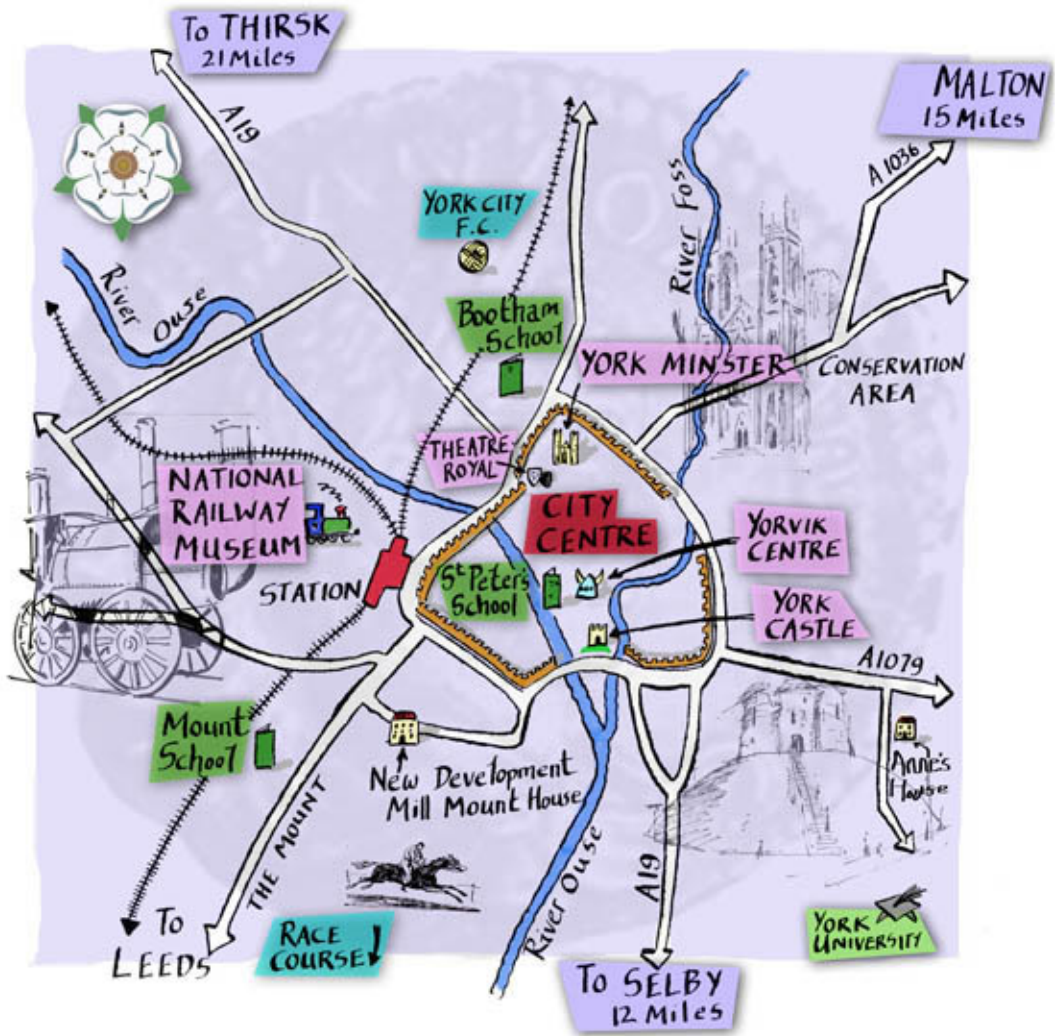 To THIRSK
21 Miles
MALTON
15 Miles
A19
A1036
YORK CITY
F.C.
River Foss
River Ouse
Bootham
School
YORK MINSTER
CONSERVATION
AREA
THEATRE
ROYAL
NATIONAL
RAILWAY
MUSEUM
CITY
CENTRE
YORVIK
CENTRE
STATION
St Peter's
School
YORK
CASTLE
A1079
Mount
School
New Development
Mill Mount House
Anne's
House
THE MOUNT
A19
River Ouse
YORK
UNIVERSITY
To
LEEDS
RACE
COURSE
To SELBY
12 Miles